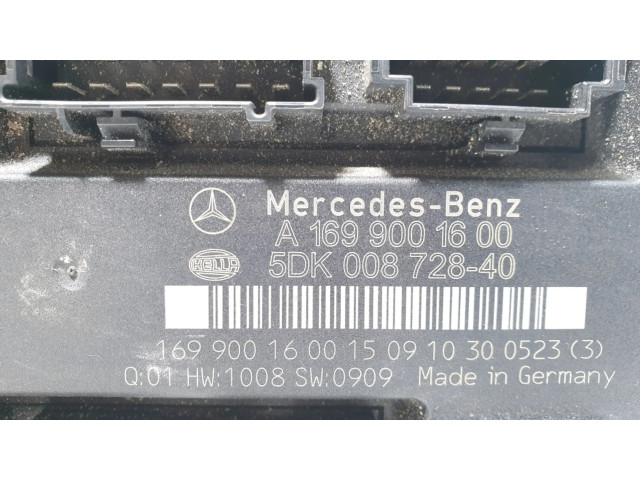 Mercedes-Benz
A 169 900 16 00
HELLA
5DK 008 728-40
169 900 16 00 15 09 10 30 0523 (3)
Q:01 HW:1008 SW:0909 Made in Germany